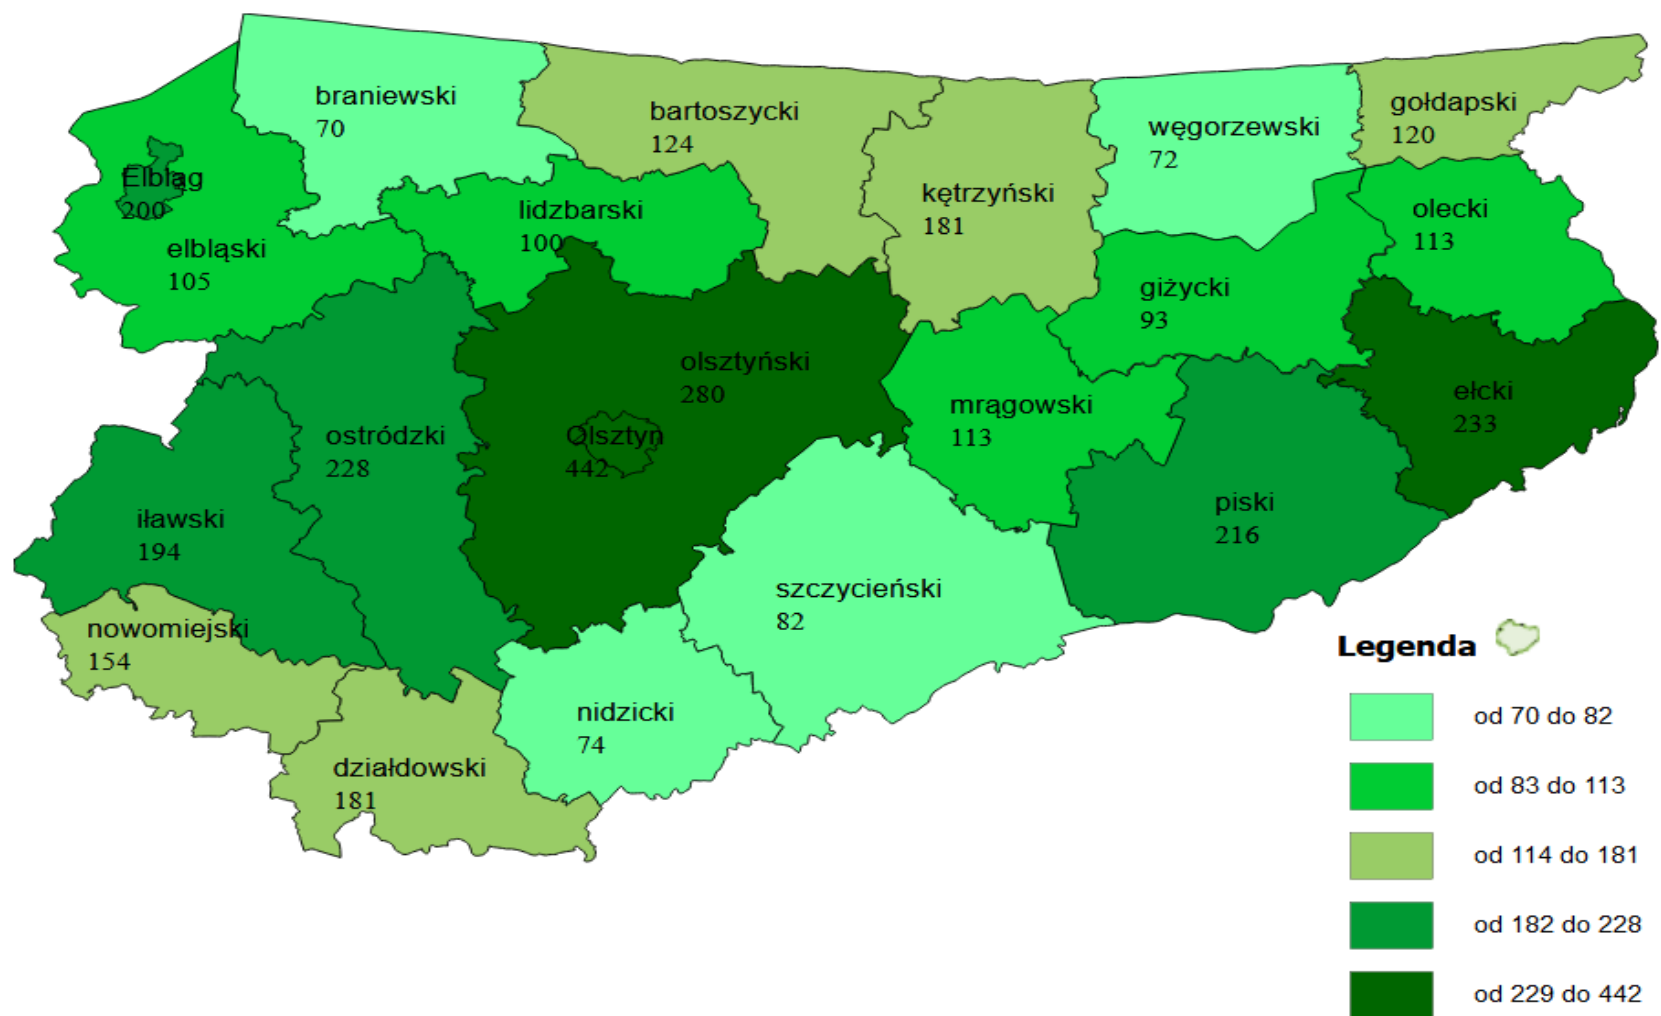 braniewski
70
bartoszycki
124
węgorzewski
72
gołdapski
120
Elbląg
200
elbląski
105
lidzbarski
100
kętrzyński
181
olecki
113
giżycki
93
olsztyński
280
Olsztyn
442
mrągowski
113
ełcki
233
ostródzki
228
iławski
194
piski
216
szczycieński
82
nowomiejski
154
nidzicki
74
działdowski
181
Legenda
od 70 do 82
od 83 do 113
od 114 do 181
od 182 do 228
od 229 do 442